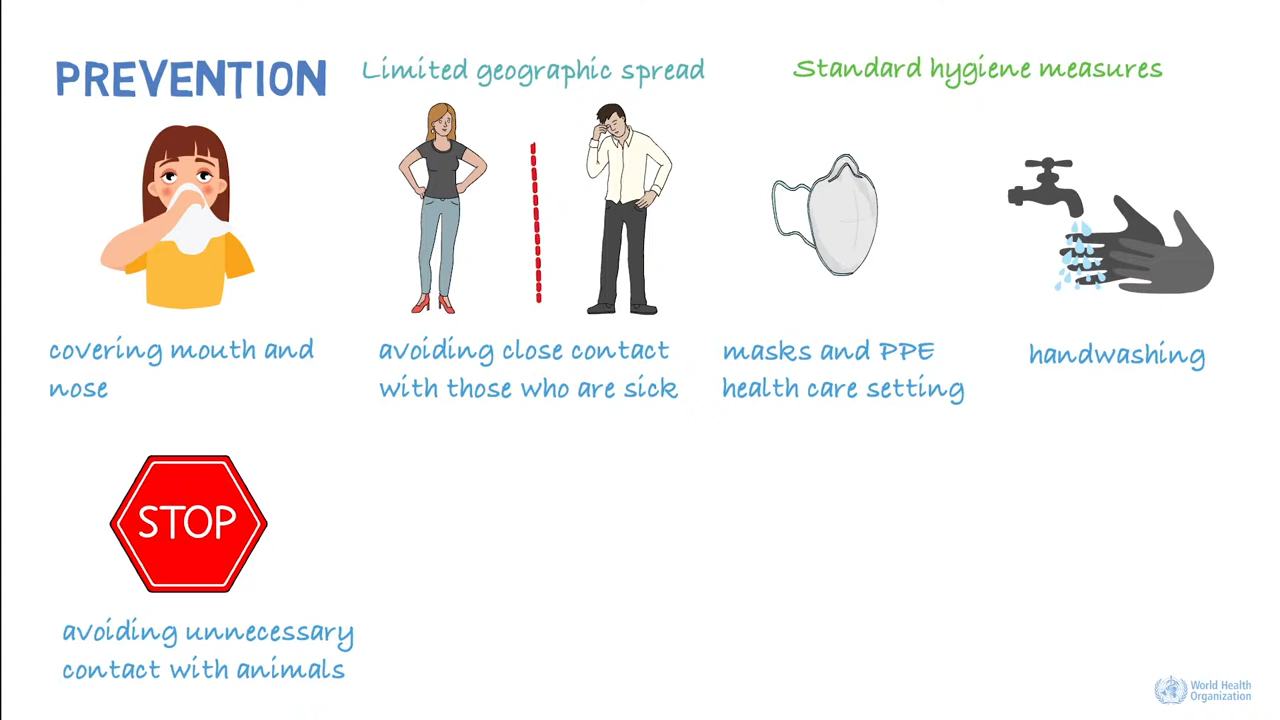 PREVENTION
Limited geographic spread
Standard hygiene measures
covering mouth and
nose
avoiding close contact
with those who are sick
masks and PPE
health care setting
handwashing
STOP
avoiding unnecessary
contact with animals
World Health
Organization